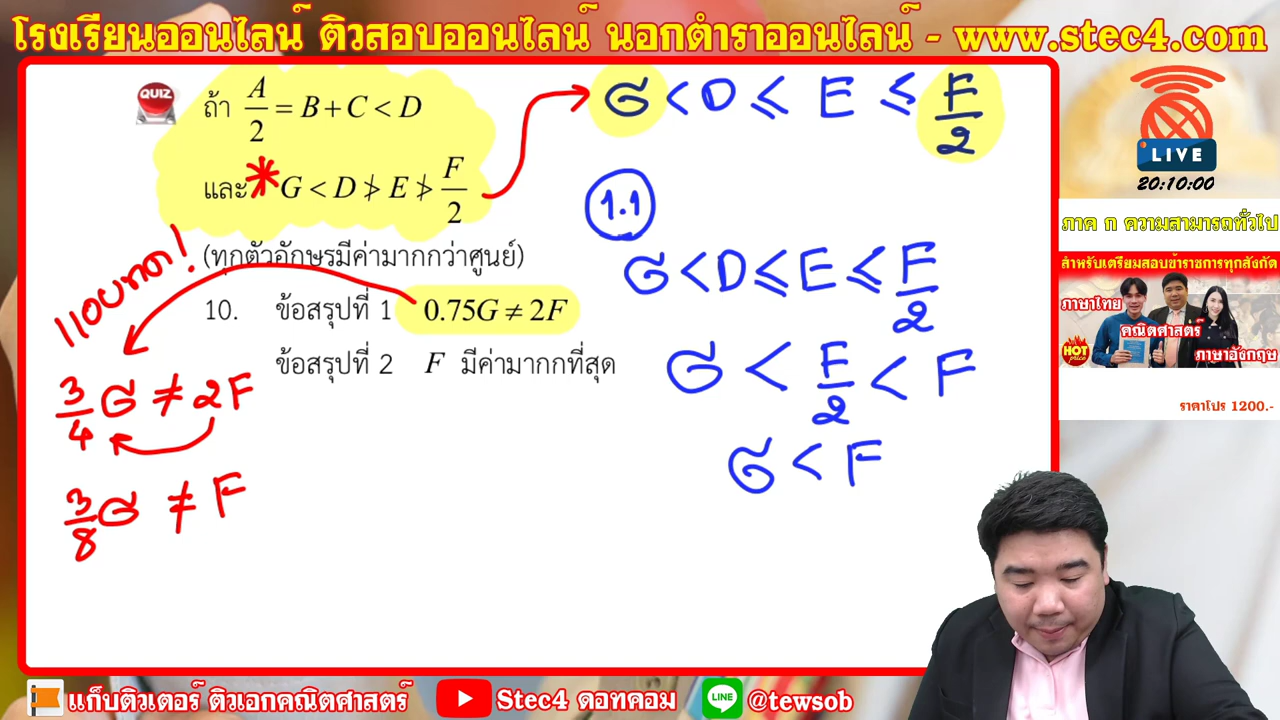 โรงเรียนออนไลน์ ติวสอบออนไลน์ นอกตำราออนไลน์ - www.stec4.com
QUIZ
ถ้า A/2 = B + C < D
และ * G < D ≯ E ≯ F/2
(ทุกตัวอักษรมีค่ามากกว่าศูนย์)
10. ข้อสรุปที่ 1 0.75G ≠ 2F
ข้อสรุปที่ 2 F มีค่ามากกที่สุด
แอบกด!
3/4 G ≠ 2F
3/8 G ≠ F
G < D ≤ E ≤ F/2
1.1
G < D ≤ E ≤ F/2
G < F/2 < F
G < F
LIVE
20:10:00
ภาค ก ความสามารถทั่วไป
สำหรับเตรียมสอบข้าราชการทุกสังกัด
ภาษาไทย
คณิตศาสตร์
ภาษาอังกฤษ
HOT
price
ราคาโปร 1200.-
แก๊บติวเตอร์ ติวเอกคณิตศาสตร์
Stec4 ดอทคอม
LINE
@tewsob